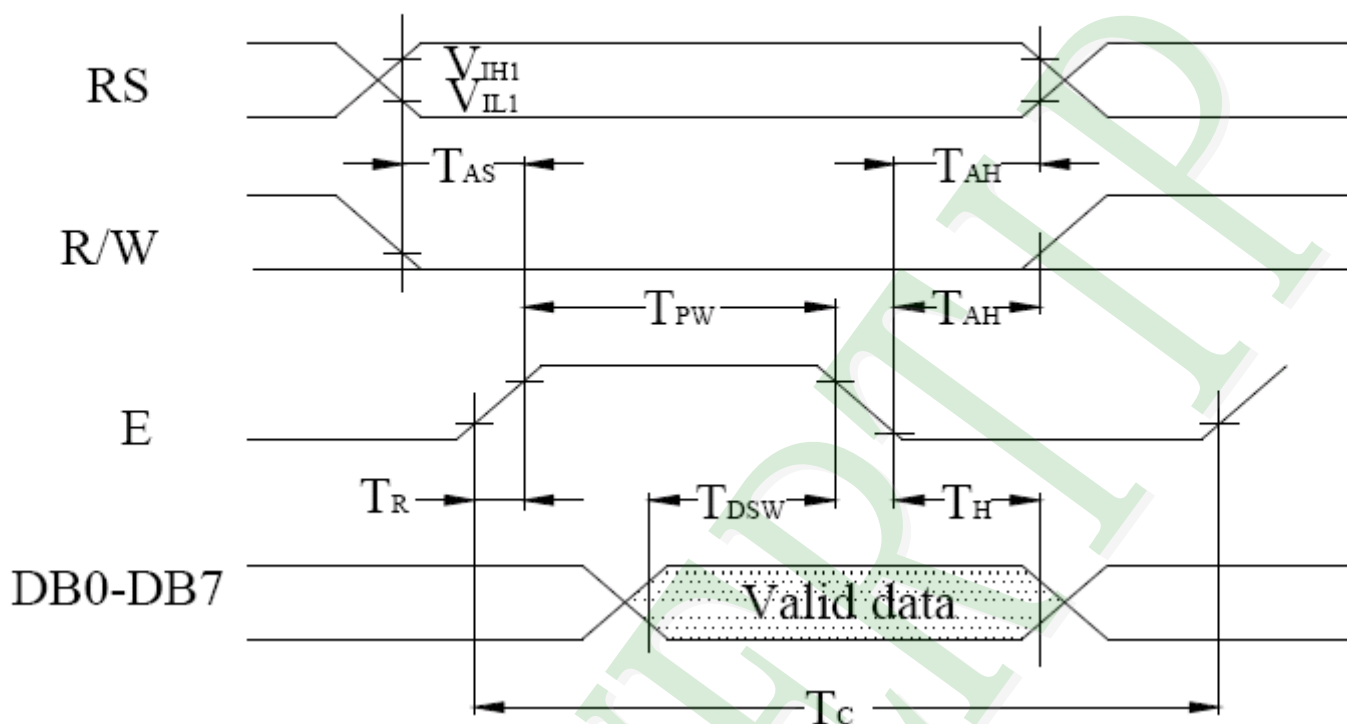 RS
VIH1
VIL1
TAS
TAH
R/W
TPW
TAH
E
TR
TDSW
TH
DB0-DB7
Valid data
TC